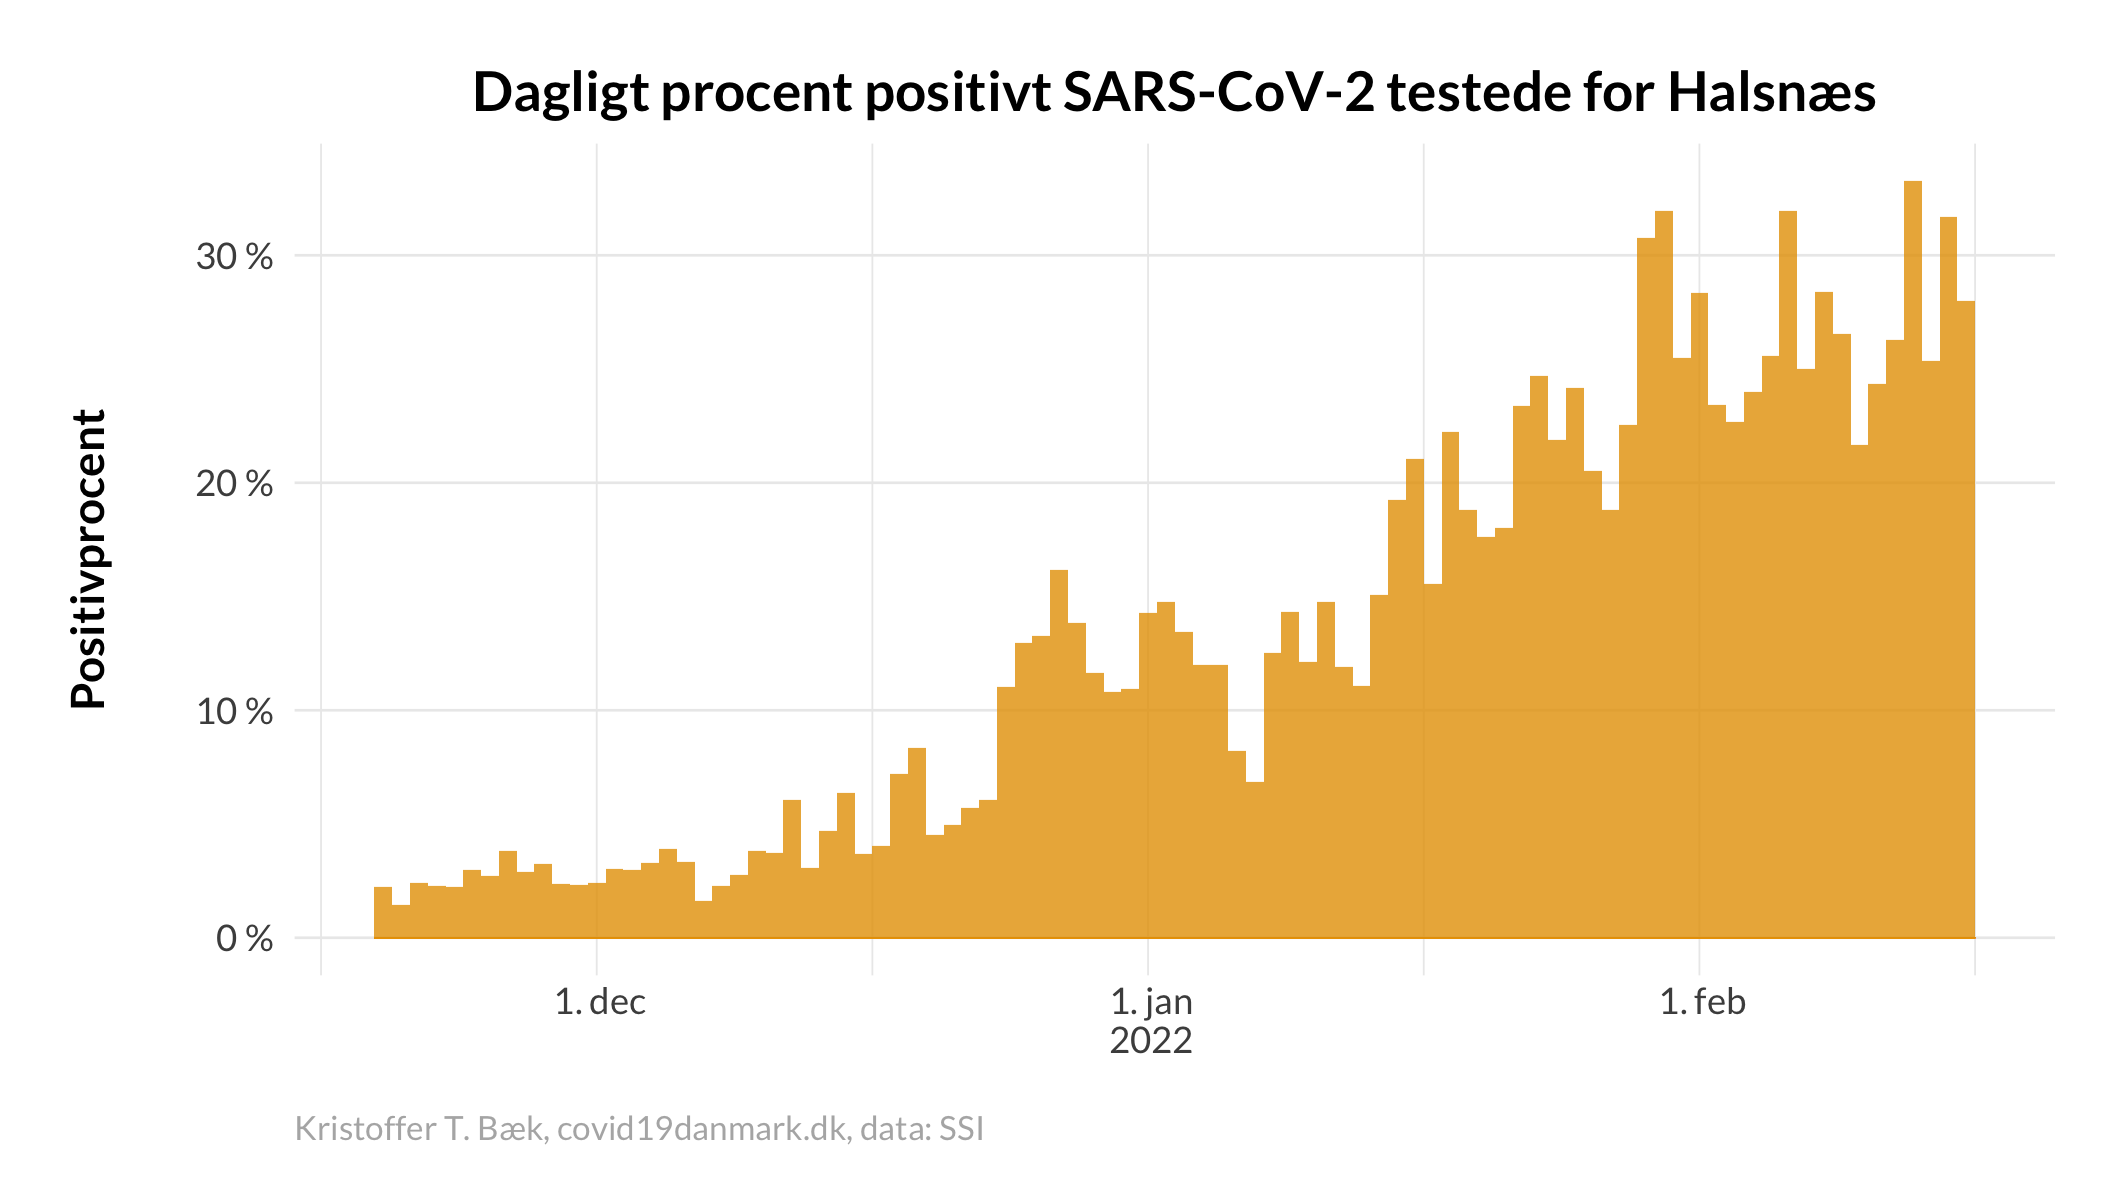 Dagligt procent positivt SARS-CoV-2 testede for Halsnæs
Positivprocent
30 %
20 %
10 %
0 %
1. dec
1. jan
2022
1. feb
Kristoffer T. Bæk, covid19danmark.dk, data: SSI